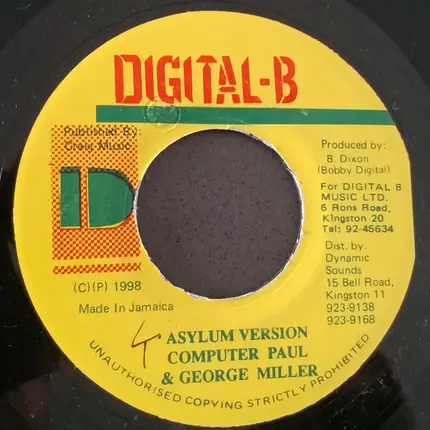 DIGITAL-B
Published By:
Craig Music
D
Produced by:
B. Dixon
(Bobby Digital)
For DIGITAL B
MUSIC LTD.
6 Rons Road,
Kingston 20
Tel: 92-45634
Dist. by:
Dynamic
Sounds
15 Bell Road,
Kingston 11
923-9138
923-9168
(C)(P) 1998
Made In Jamaica
ASYLUM VERSION
COMPUTER PAUL
& GEORGE MILLER
UNAUTHORISED COPYING STRICTLY PROHIBITED